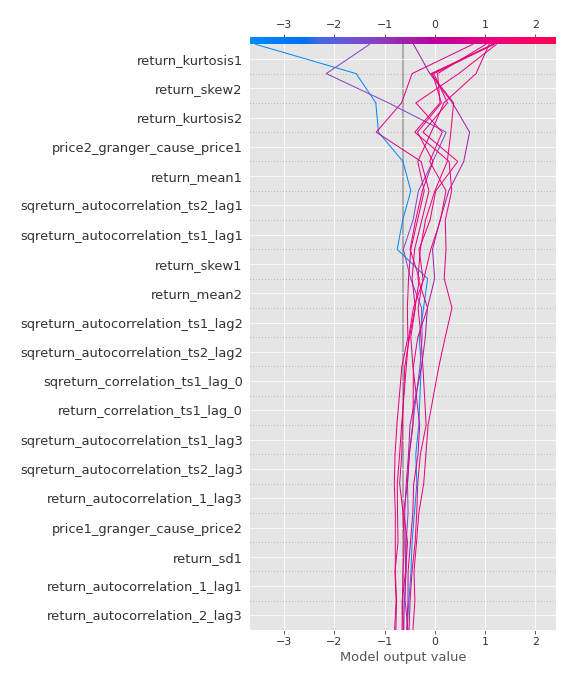 −3 −2 −1 0 1 2
return_kurtosis1
return_skew2
return_kurtosis2
price2_granger_cause_price1
return_mean1
sqreturn_autocorrelation_ts2_lag1
sqreturn_autocorrelation_ts1_lag1
return_skew1
return_mean2
sqreturn_autocorrelation_ts1_lag2
sqreturn_autocorrelation_ts2_lag2
sqreturn_correlation_ts1_lag_0
return_correlation_ts1_lag_0
sqreturn_autocorrelation_ts1_lag3
sqreturn_autocorrelation_ts2_lag3
return_autocorrelation_1_lag3
price1_granger_cause_price2
return_sd1
return_autocorrelation_1_lag1
return_autocorrelation_2_lag3
−3 −2 −1 0 1 2
Model output value